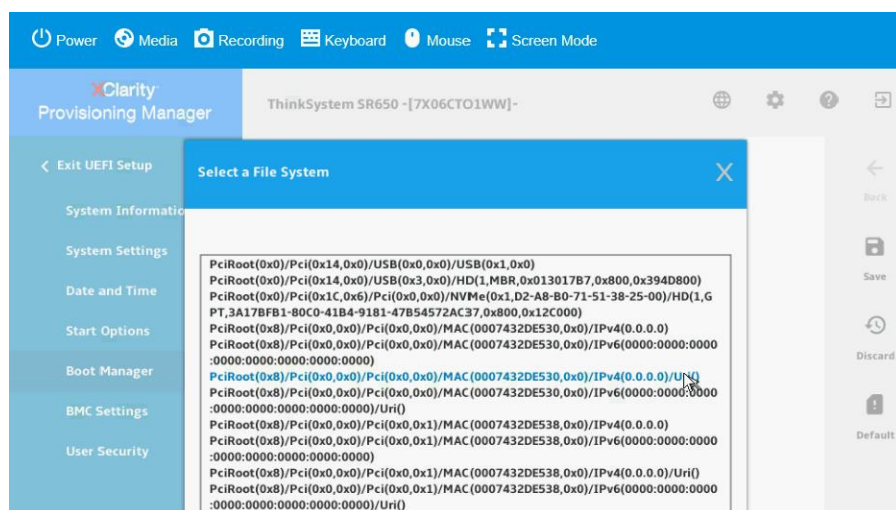 Power Media Recording Keyboard Mouse Screen Mode
XClarity
Provisioning Manager
ThinkSystem SR650 -[7X06CTO1WW]-
Exit UEFI Setup
System Informatio
System Settings
Date and Time
Start Options
Boot Manager
BMC Settings
User Security
Select a File System
X
PciRoot(0x0)/Pci(0x14,0x0)/USB(0x0,0x0)/USB(0x1,0x0)
PciRoot(0x0)/Pci(0x14,0x0)/USB(0x3,0x0)/HD(1,MBR,0x013017B7,0x800,0x394D800)
PciRoot(0x0)/Pci(0x1C,0x6)/Pci(0x0,0x0)/NVMe(0x1,D2-A8-B0-71-51-38-25-00)/HD(1,G
PT,3A17BFB1-80C0-41B4-9181-47B54572AC37,0x800,0x12C000)
PciRoot(0x8)/Pci(0x0,0x0)/Pci(0x0,0x0)/MAC(0007432DE530,0x0)/IPv4(0.0.0.0)
PciRoot(0x8)/Pci(0x0,0x0)/Pci(0x0,0x0)/MAC(0007432DE530,0x0)/IPv6(0000:0000:0000
:0000:0000:0000:0000:0000)
PciRoot(0x8)/Pci(0x0,0x0)/Pci(0x0,0x0)/MAC(0007432DE530,0x0)/IPv4(0.0.0.0)/Uri()
PciRoot(0x8)/Pci(0x0,0x0)/Pci(0x0,0x0)/MAC(0007432DE530,0x0)/IPv6(0000:0000:0000
:0000:0000:0000:0000:0000)/Uri()
PciRoot(0x8)/Pci(0x0,0x0)/Pci(0x0,0x1)/MAC(0007432DE538,0x0)/IPv4(0.0.0.0)
PciRoot(0x8)/Pci(0x0,0x0)/Pci(0x0,0x1)/MAC(0007432DE538,0x0)/IPv6(0000:0000:0000
:0000:0000:0000:0000:0000)
PciRoot(0x8)/Pci(0x0,0x0)/Pci(0x0,0x1)/MAC(0007432DE538,0x0)/IPv4(0.0.0.0)/Uri()
PciRoot(0x8)/Pci(0x0,0x0)/Pci(0x0,0x1)/MAC(0007432DE538,0x0)/IPv6(0000:0000:0000
:0000:0000:0000:0000:0000)/Uri()
Back
Save
Discard
Default